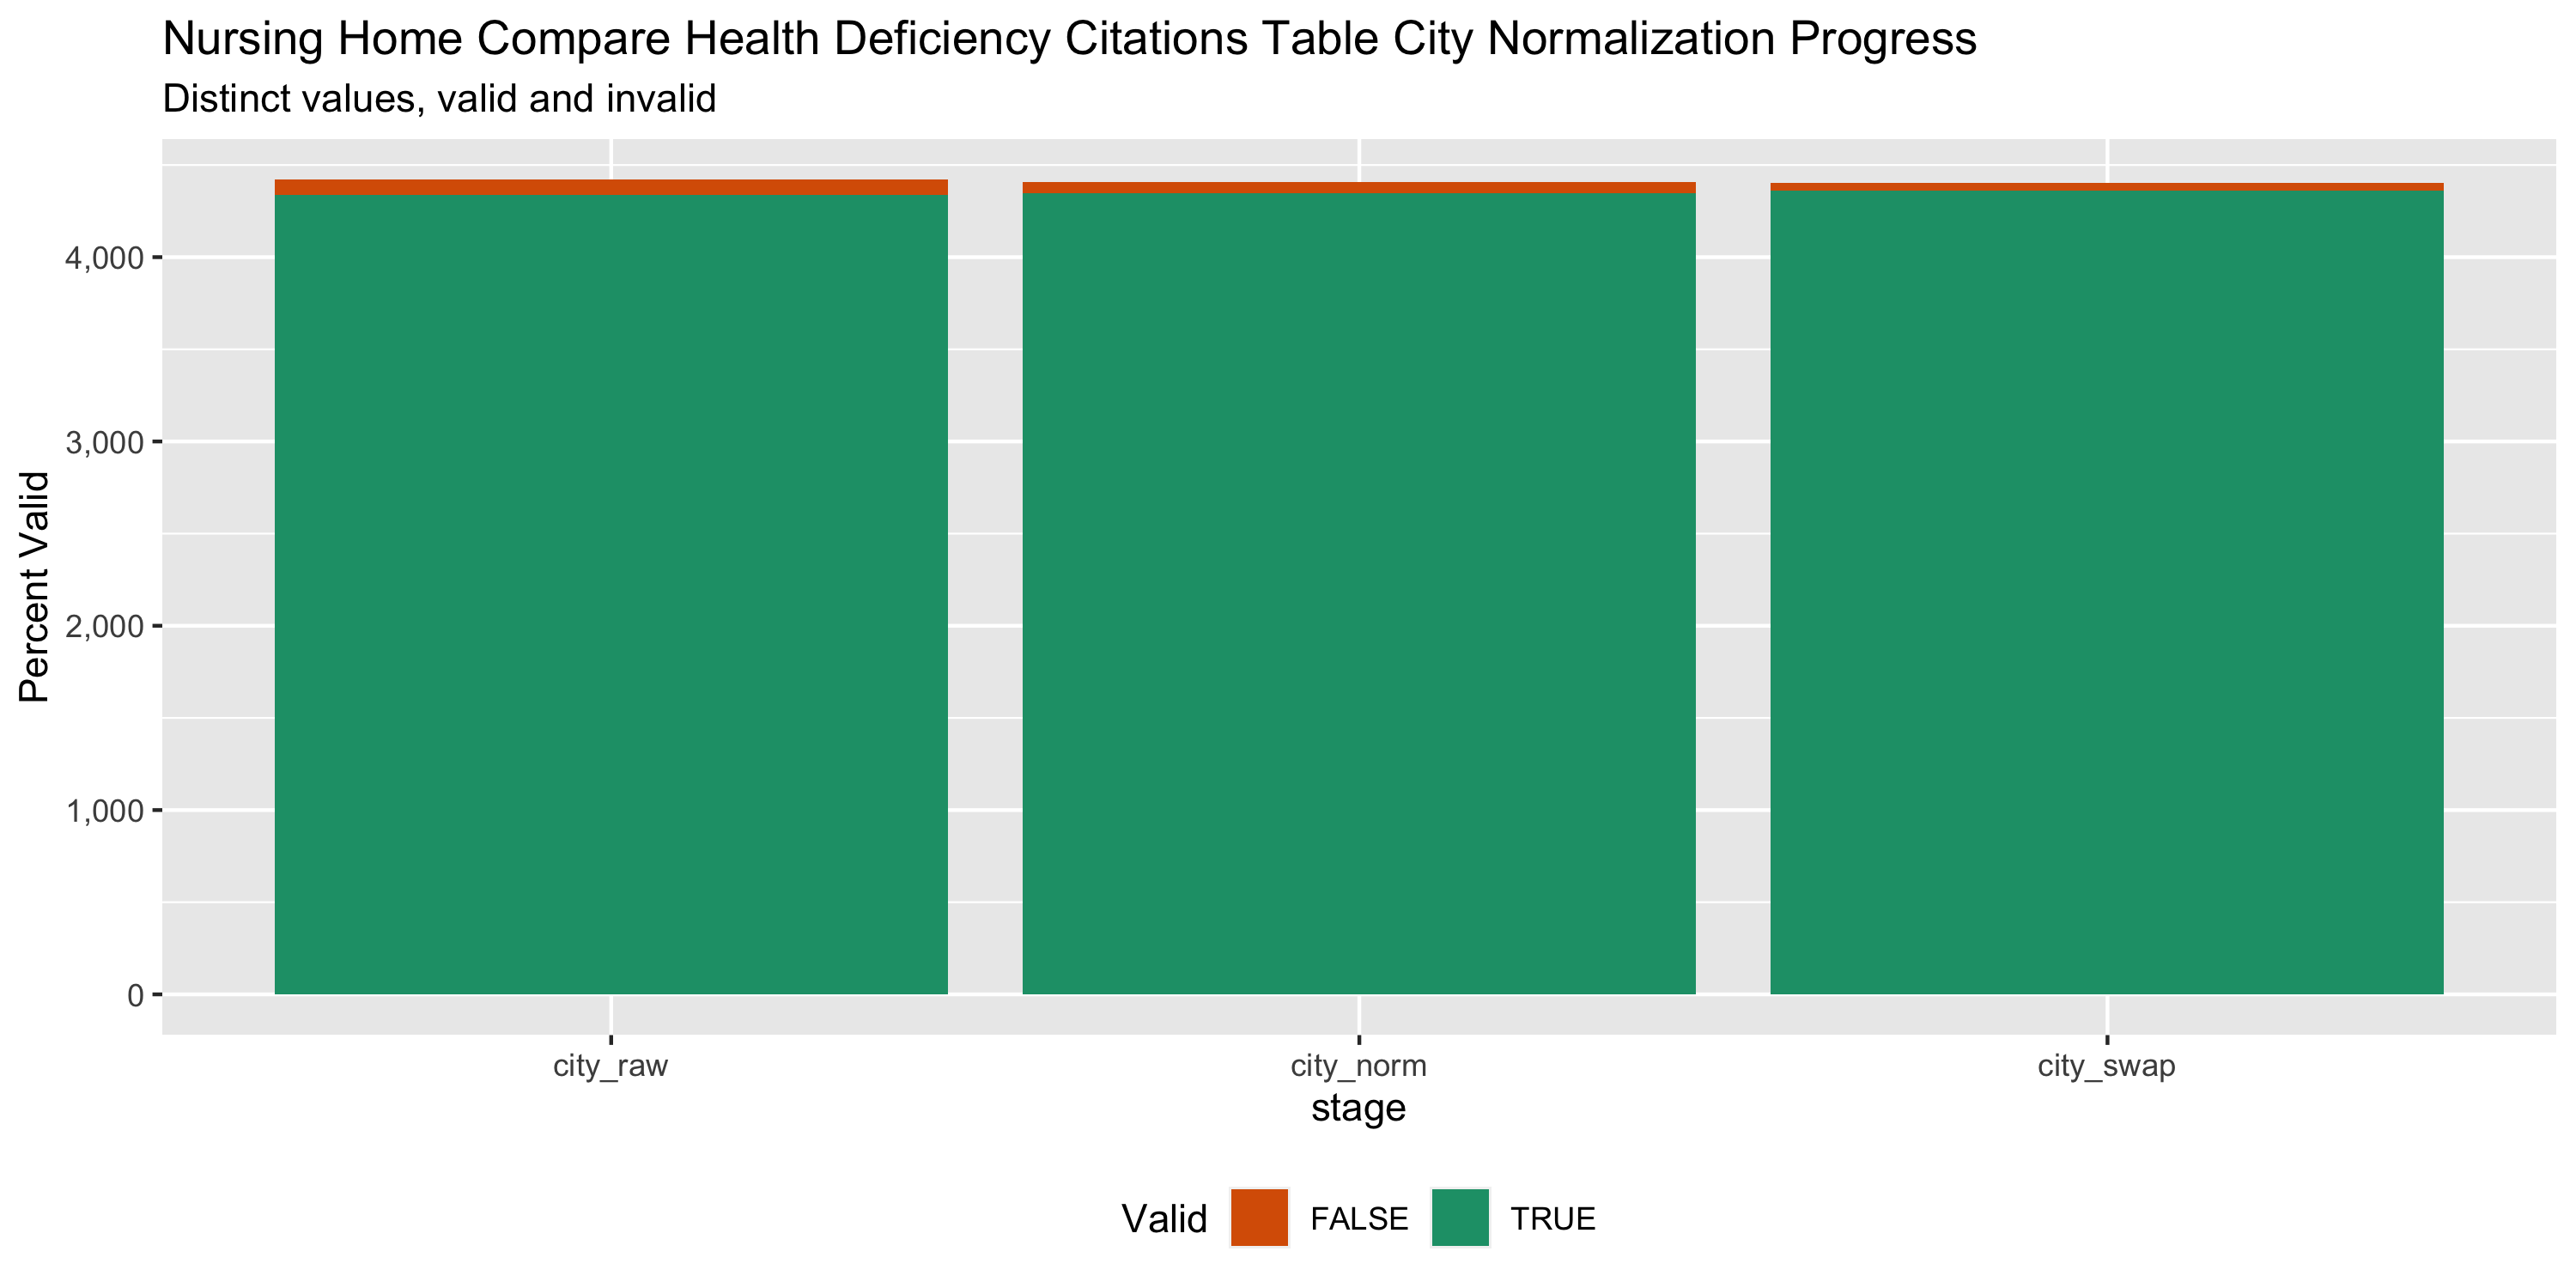 Nursing Home Compare Health Deficiency Citations Table City Normalization Progress
Distinct values, valid and invalid
Percent Valid
4,000
3,000
2,000
1,000
0
city_raw
city_norm
city_swap
stage
Valid
FALSE
TRUE